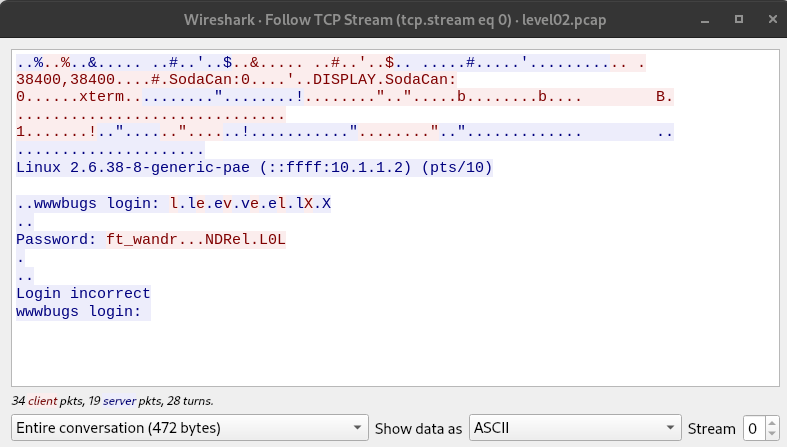 Wireshark · Follow TCP Stream (tcp.stream eq 0) · level02.pcap
..%..%..&..... ..#..'..$..&..... ..#..'..$.. .....#.....'........... .
38400,38400....#.SodaCan:0....'..DISPLAY.SodaCan:
0......xterm.........."........!........"..".....b........b.... B.
..............................
1.......!.."......"......!..........."........".."............. ..
.....................
Linux 2.6.38-8-generic-pae (::ffff:10.1.1.2) (pts/10)
..wwwbugs login: l.le.ev.ve.el.lX.X
..
Password: ft_wandr...NDRel.L0L
.
..
Login incorrect
wwwbugs login:
34 client pkts, 19 server pkts, 28 turns.
Entire conversation (472 bytes) Show data as ASCII Stream 0